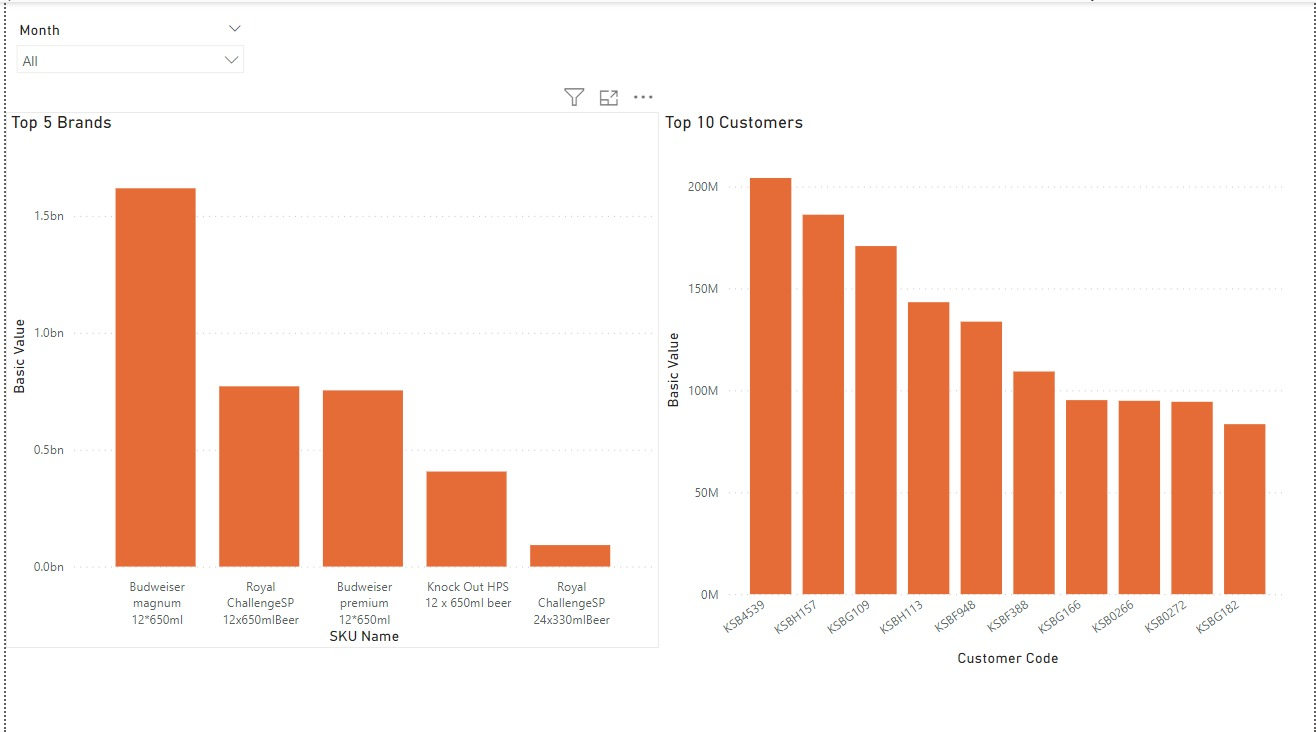 Month
All
Top 5 Brands
1.5bn
1.0bn
0.5bn
0.0bn
Basic Value
Budweiser
magnum
12*650ml
Royal
ChallengeSP
12x650mlBeer
Budweiser
premium
12*650ml
Knock Out HPS
12 x 650ml beer
Royal
ChallengeSP
24x330mlBeer
SKU Name
Top 10 Customers
200M
150M
100M
50M
0M
Basic Value
KSB4539
KSBH157
KSBG109
KSBH113
KSBF948
KSBF388
KSBG166
KSB0266
KSB0272
KSBG182
Customer Code